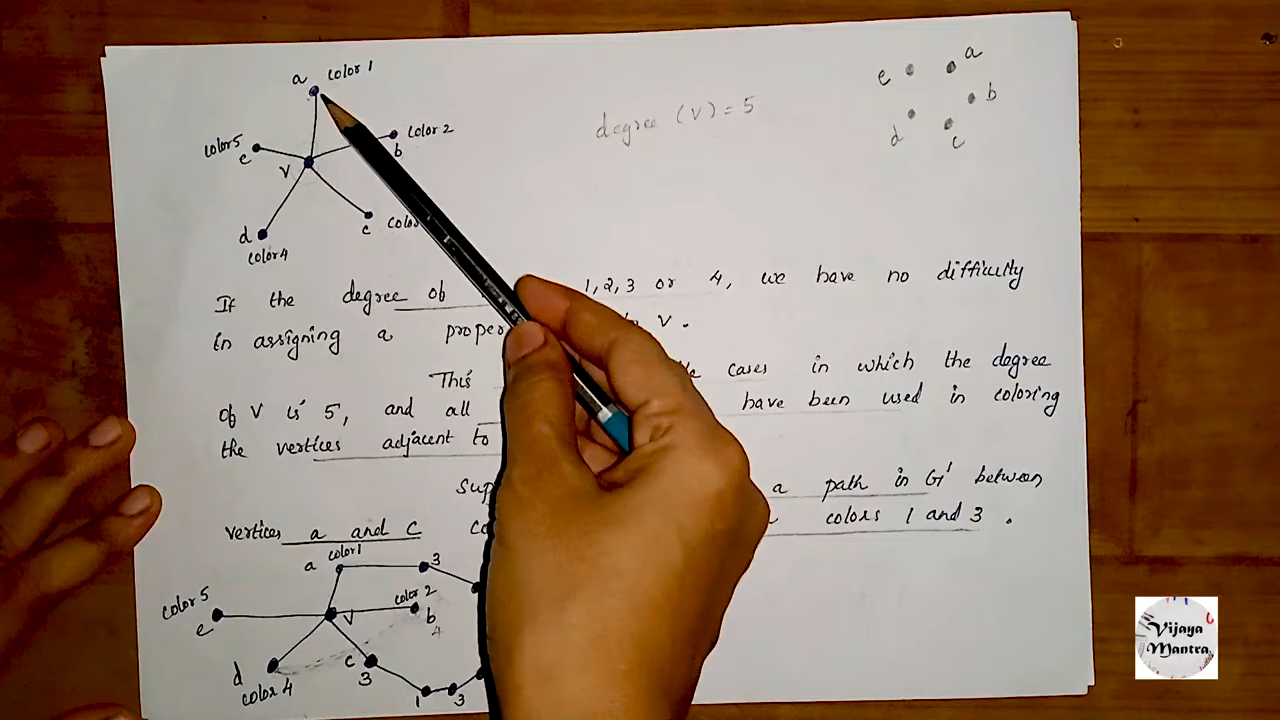 a color 1
color 5
e
color 2
b
v
d
color 4
c
degree (v) = 5
e
a
b
d
c
If the degree of 1, 2, 3 or 4, we have no difficulty
in assigning a proper v.
This cases in which the degree
of v is 5, and all have been used in coloring
the vertices adjacent to
a path in G' between
vertices a and c colors 1 and 3.
a color 1
3
color 5
e
color 2
b
4
v
d
color 4
c
3
1
3
Vijaya
Mantra